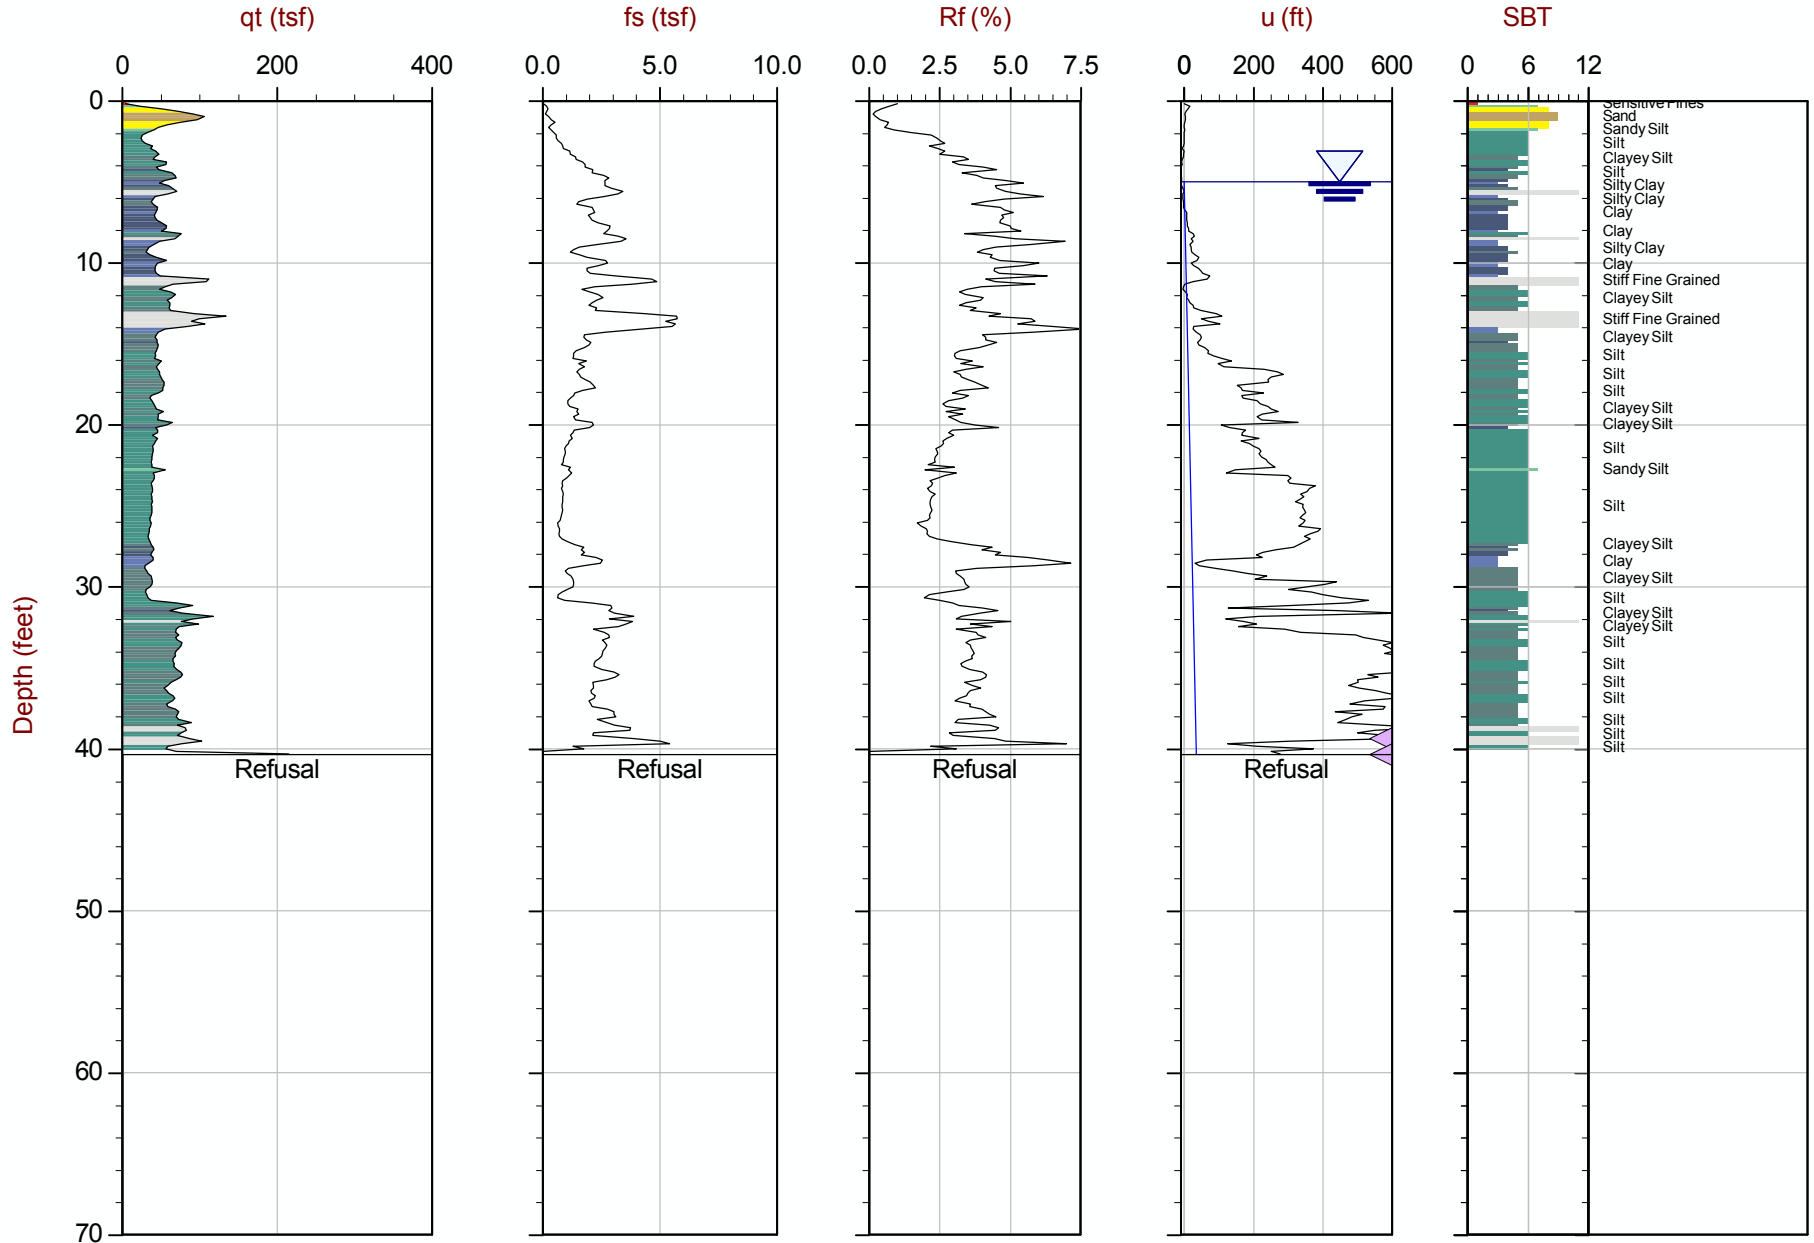 qt (tsf) fs (tsf) Rf (%) u (ft) SBT
0 200 400 0.0 5.0 10.0 0.0 2.5 5.0 7.5 0 200 400 600 0 6 12
0
Sensitive Fines
Sand
Sandy Silt
Silt
Clayey Silt
Silt
Silty Clay
Silty Clay
Clay
Clay
Silty Clay
10
Clay
Stiff Fine Grained
Clayey Silt
Stiff Fine Grained
Clayey Silt
Silt
Silt
Silt
Clayey Silt
20
Clayey Silt
Silt
Sandy Silt
Silt
Clayey Silt
Clay
Clayey Silt
30
Silt
Clayey Silt
Clayey Silt
Silt
Silt
Silt
Silt
Silt
Silt
40
Silt
Refusal Refusal Refusal Refusal
50
60
70
Depth (feet)